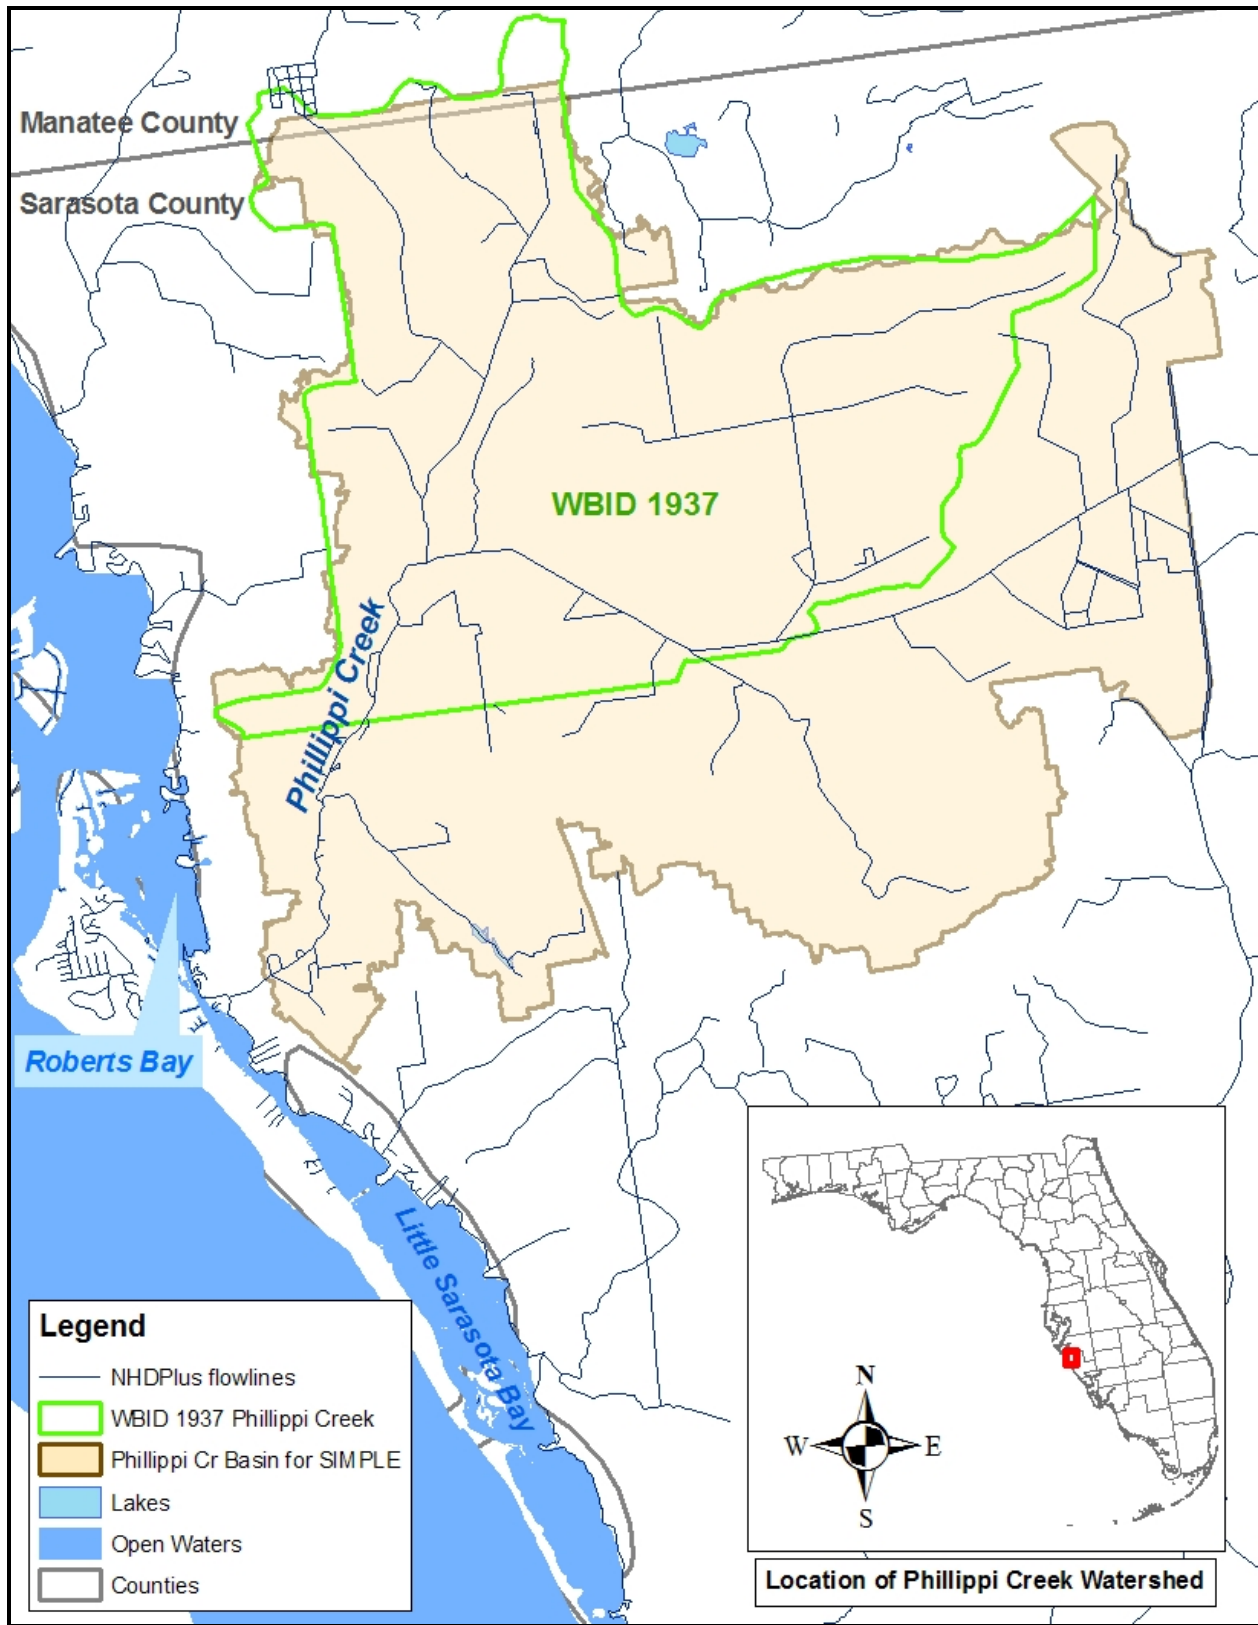 Manatee County
Sarasota County
WBID 1937
Phillippi Creek
Roberts Bay
Little Sarasota Bay
Legend
NHDPlus flowlines
WBID 1937 Phillippi Creek
Phillippi Cr Basin for SIMPLE
Lakes
Open Waters
Counties
N
W
E
S
Location of Phillippi Creek Watershed